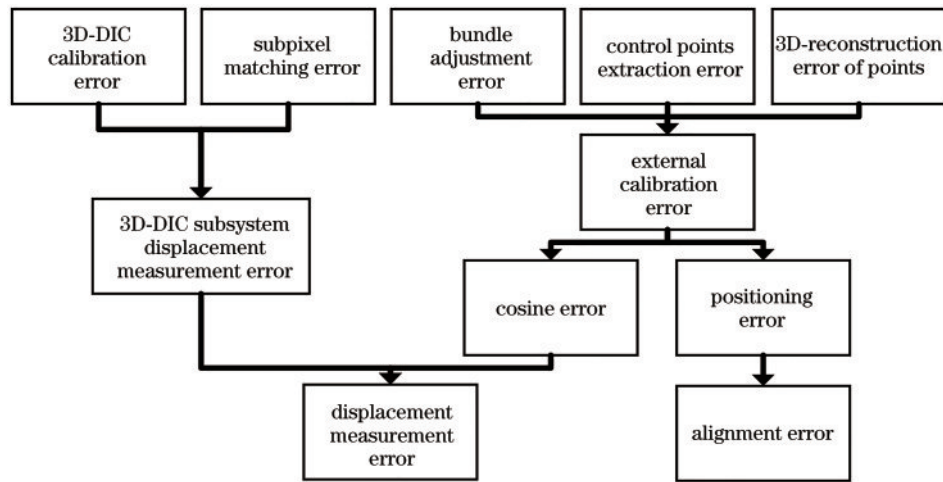 3D-DIC
calibration
error
subpixel
matching error
bundle
adjustment
error
control points
extraction error
3D-reconstruction
error of points
external
calibration
error
3D-DIC subsystem
displacement
measurement error
cosine error
positioning
error
displacement
measurement
error
alignment error